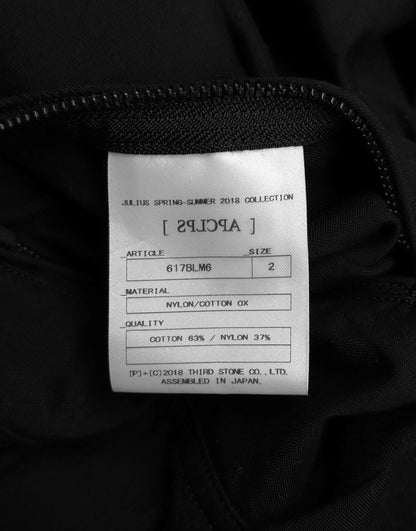 JULIUS SPRING-SUMMER 2018 COLLECTION
[ APCLPS ]
ARTICLE SIZE
617BLM6 2
MATERIAL
NYLON/COTTON OX
QUALITY
COTTON 63% / NYLON 37%
[P]+[C]2018 THIRD STONE CO.,LTD.
ASSEMBLED IN JAPAN.